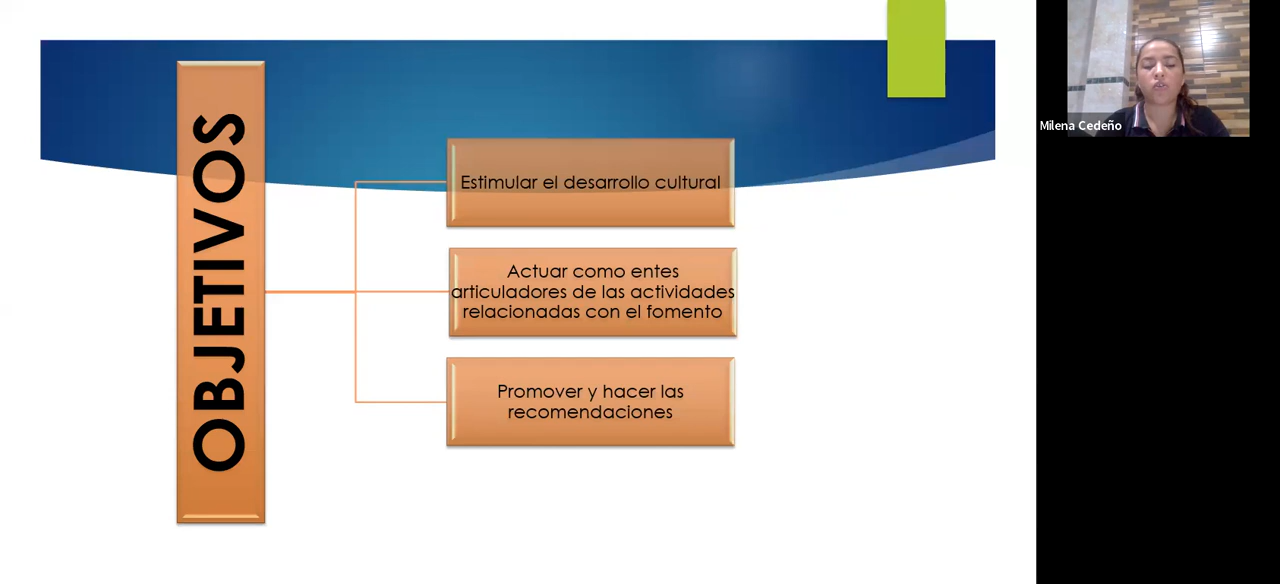 OBJETIVOS
Estimular el desarrollo cultural
Actuar como entes
articuladores de las actividades
relacionadas con el fomento
Promover y hacer las
recomendaciones
Milena Cedeño